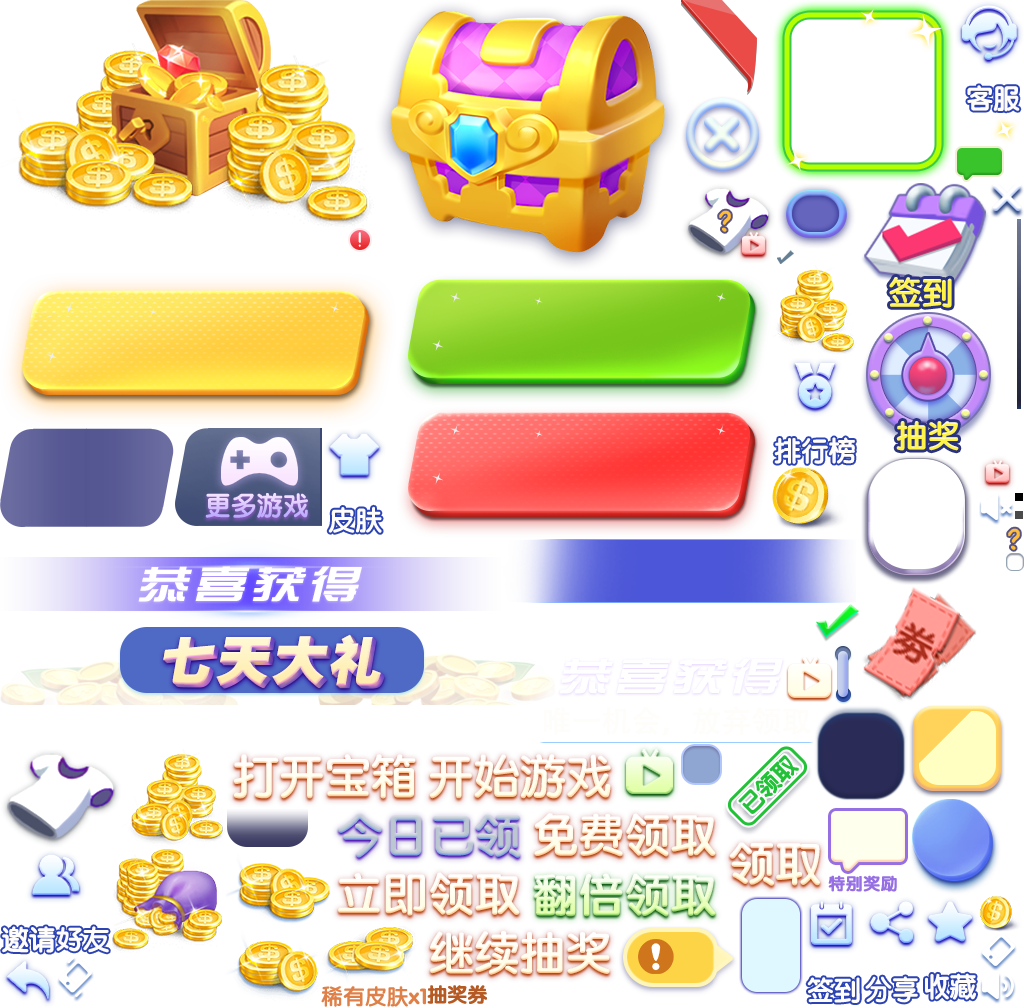 客服
签到
抽奖
排行榜
更多游戏
皮肤
恭喜获得
七天大礼
券
恭喜获得
打开宝箱 开始游戏
已领取
今日已领 免费领取
领取
立即领取 翻倍领取
特别奖励
邀请好友
继续抽奖
签到 分享 收藏
稀有皮肤x1抽奖券